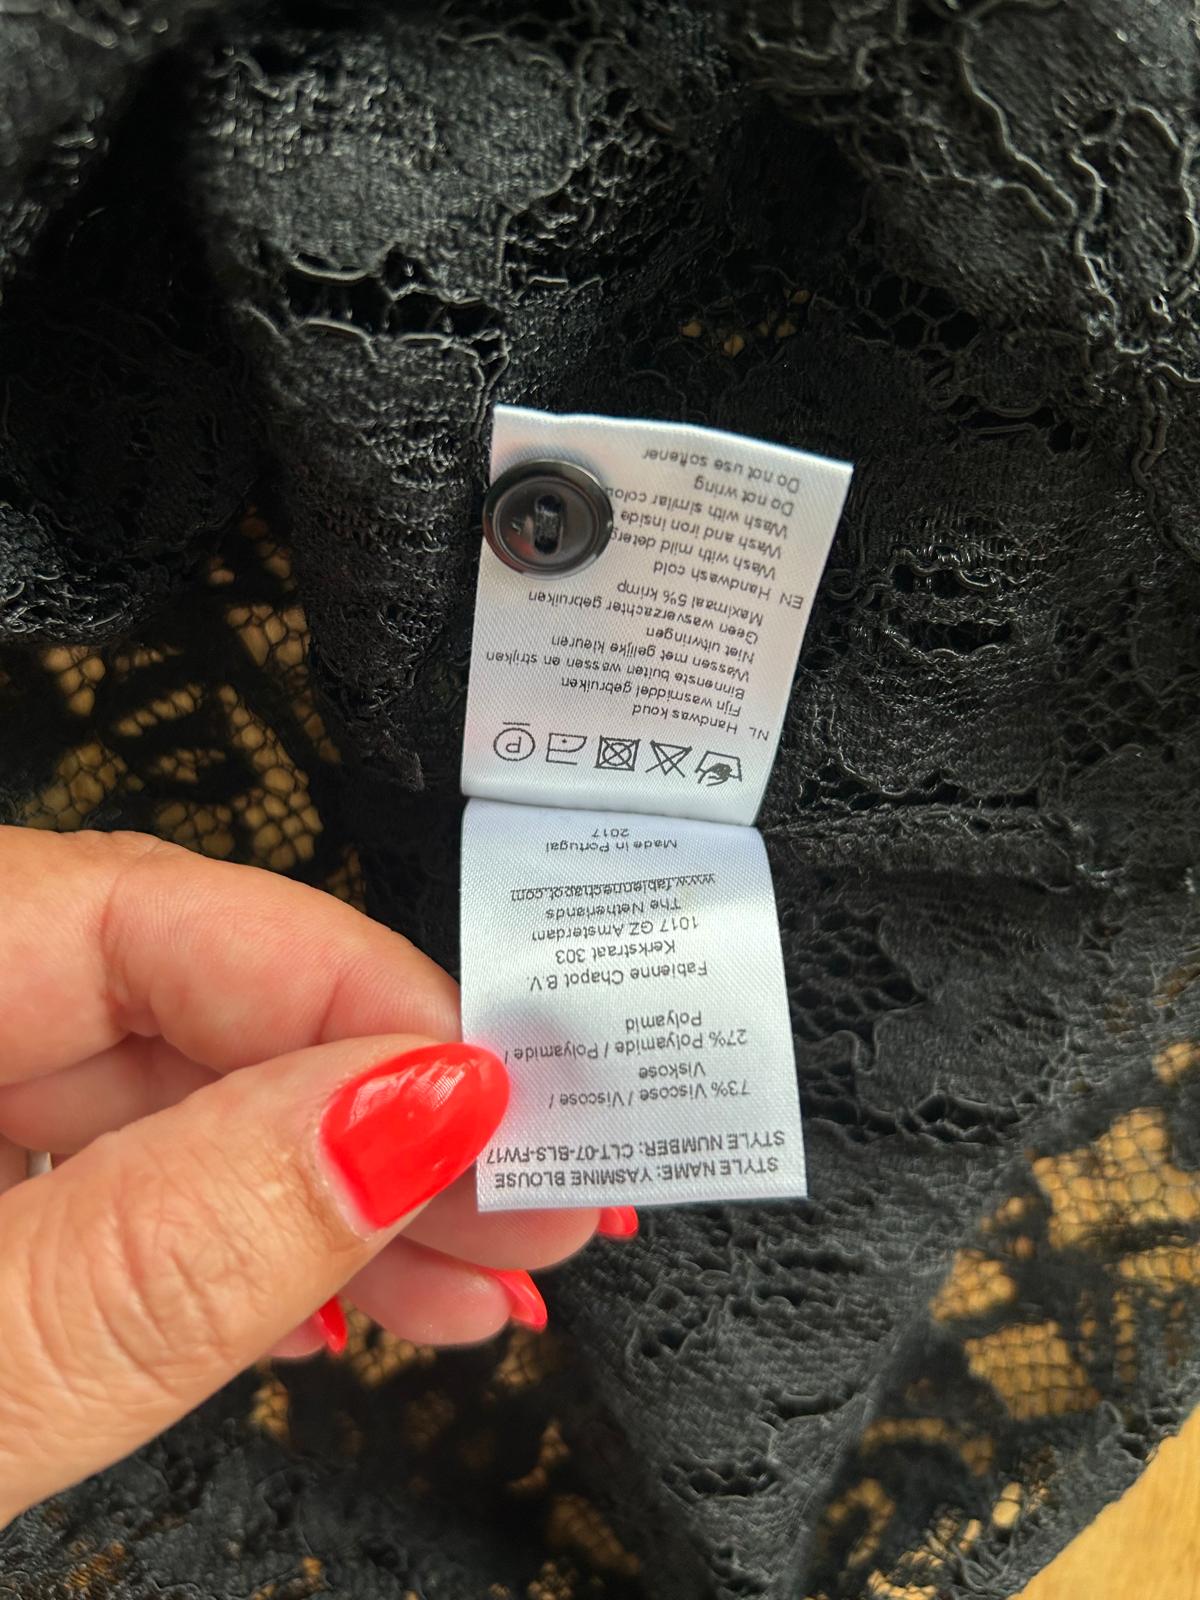 STYLE NAME: YASMINE BLOUSE
STYLE NUMBER: CLT-07-BLS-FW17
73% Viscose / Viscose /
Viskose
27% Polyamide / Polyamide /
Polyamid
Fabienne Chapot B.V.
Kerkstraat 303
1017 GZ Amsterdam
The Netherlands
www.fabiennechapot.com
Made in Portugal
2017
P
NL Handwas koud
Fijn wasmiddel gebruiken
Binnenste buiten wassen en strijken
Wassen met gelijke kleuren
Niet uitwringen
Geen wasverzachter gebruiken
Maximaal 5% krimp
EN Handwash cold
Wash with mild
Wash and iron inside
Wash with similar
Do not wring
Do not use softener